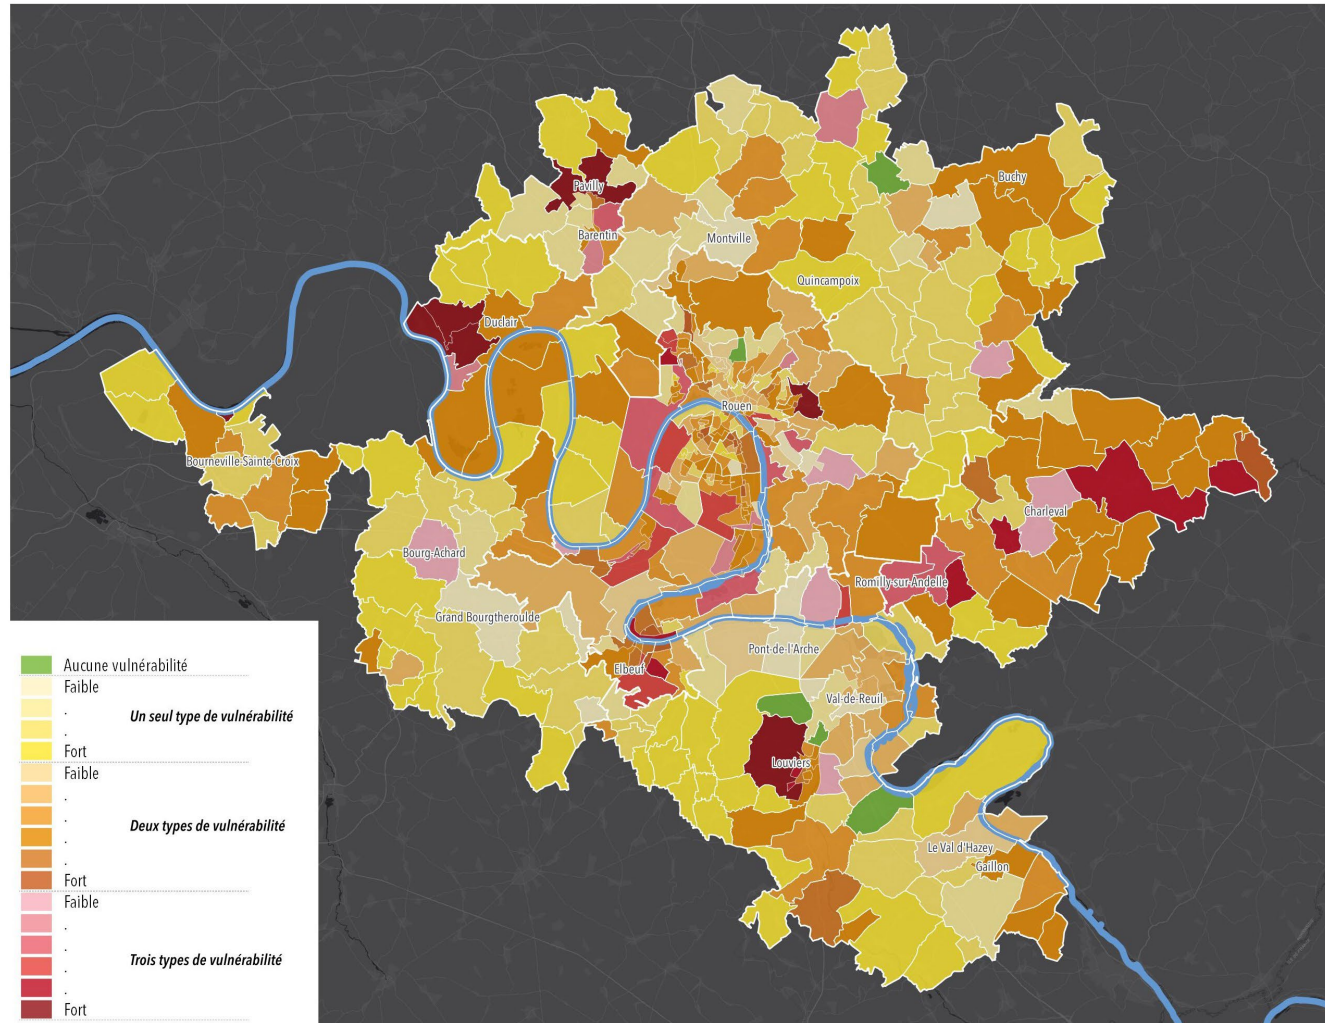 Buchy
Pavilly
Barentin
Montville
Quincampoix
Duclair
Rouen
Bourneville-Sainte-Croix
Charleval
Bourg-Achard
Romilly-sur-Andelle
Grand Bourgtheroulde
Pont-de-l'Arche
Elbeuf
Val-de-Reuil
Louviers
Le Val d'Hazey
Gaillon
Aucune vulnérabilité
Faible
.
Un seul type de vulnérabilité
.
Fort
Faible
.
.
Deux types de vulnérabilité
.
.
Fort
Faible
.
.
Trois types de vulnérabilité
.
.
Fort